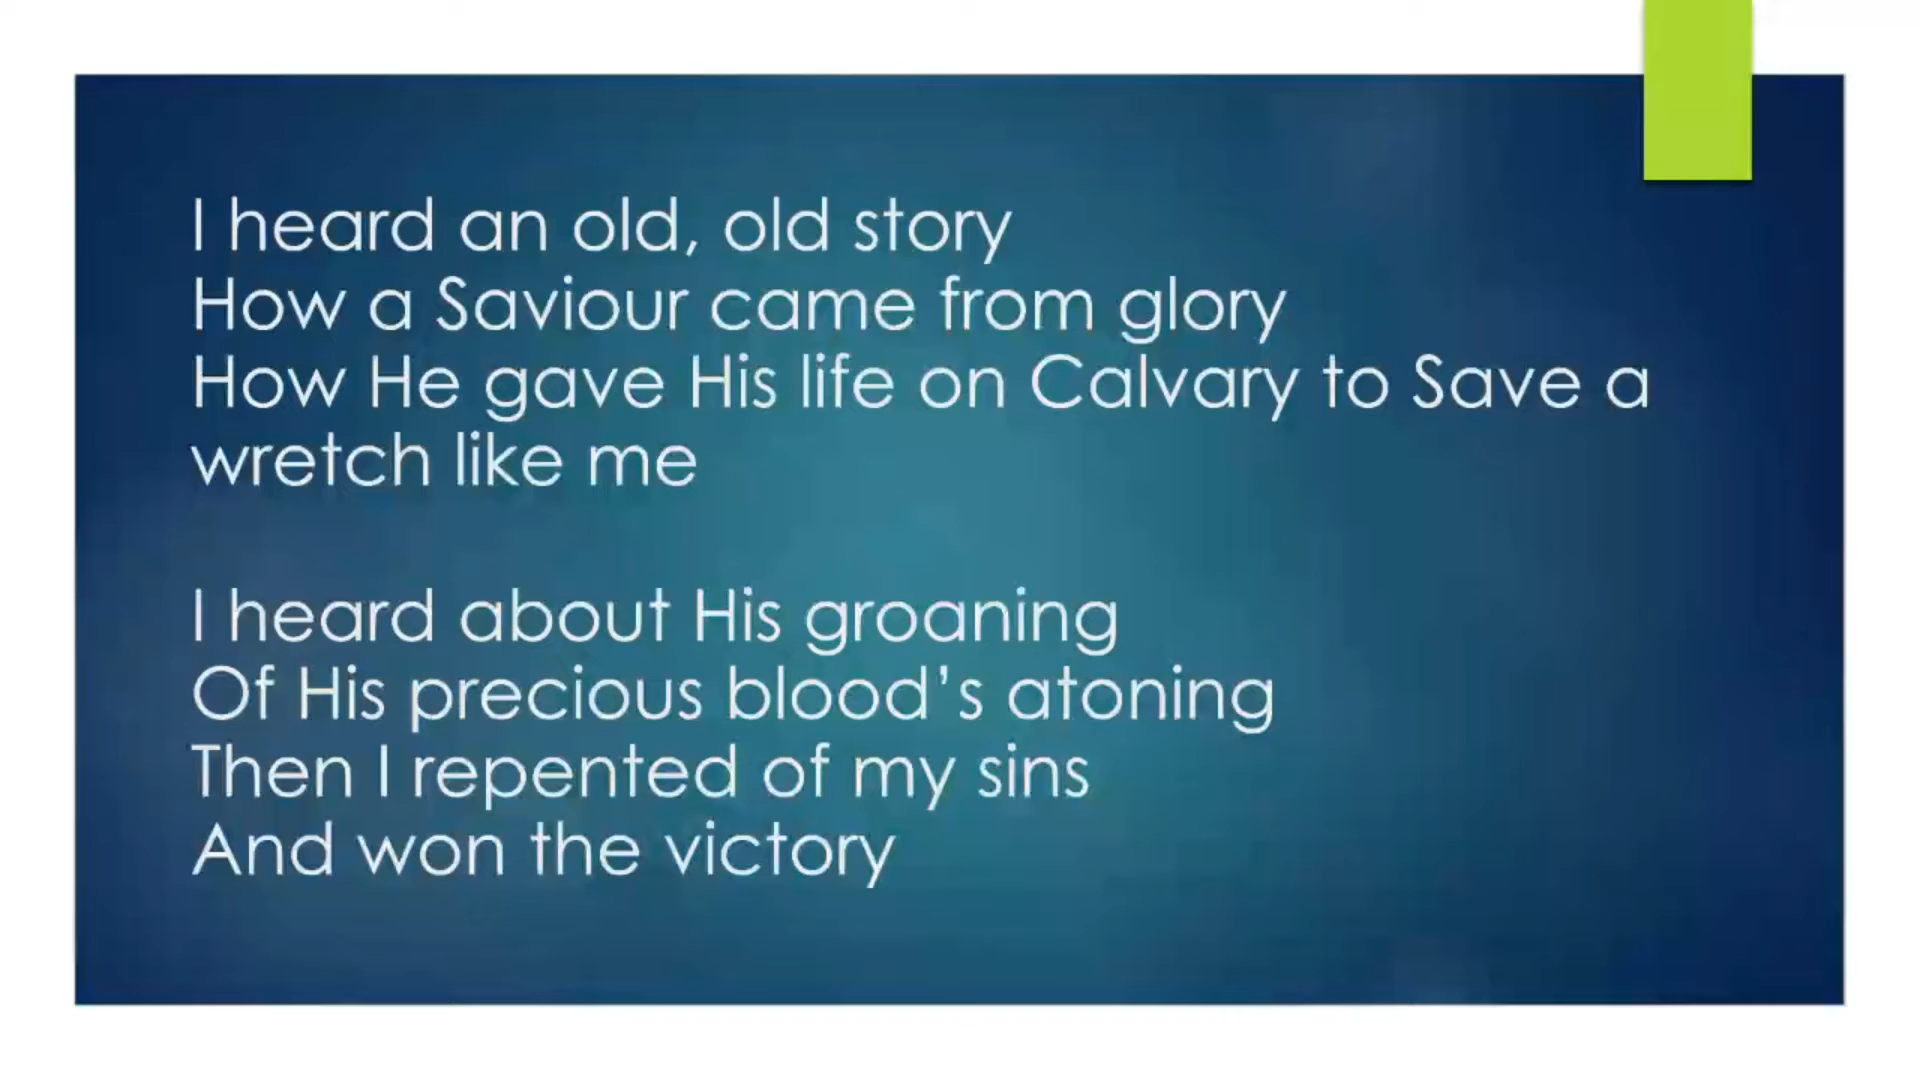 I heard an old, old story
How a Saviour came from glory
How He gave His life on Calvary to Save a
wretch like me
I heard about His groaning
Of His precious blood’s atoning
Then I repented of my sins
And won the victory